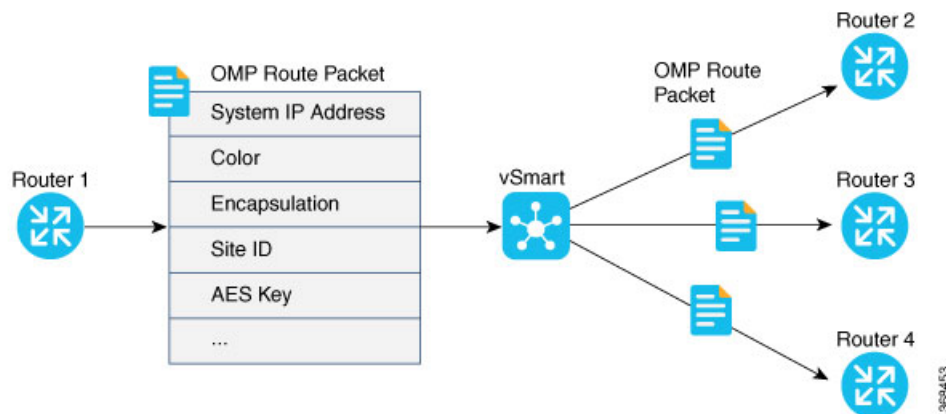 Router 1
OMP Route Packet
System IP Address
Color
Encapsulation
Site ID
AES Key
...
vSmart
OMP Route
Packet
Router 2
Router 3
Router 4
368453